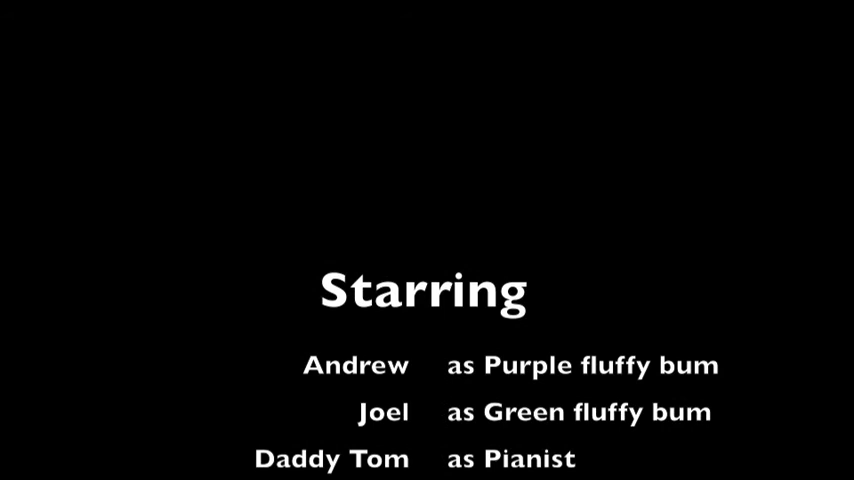 Starring
Andrew as Purple fluffy bum
Joel as Green fluffy bum
Daddy Tom as Pianist